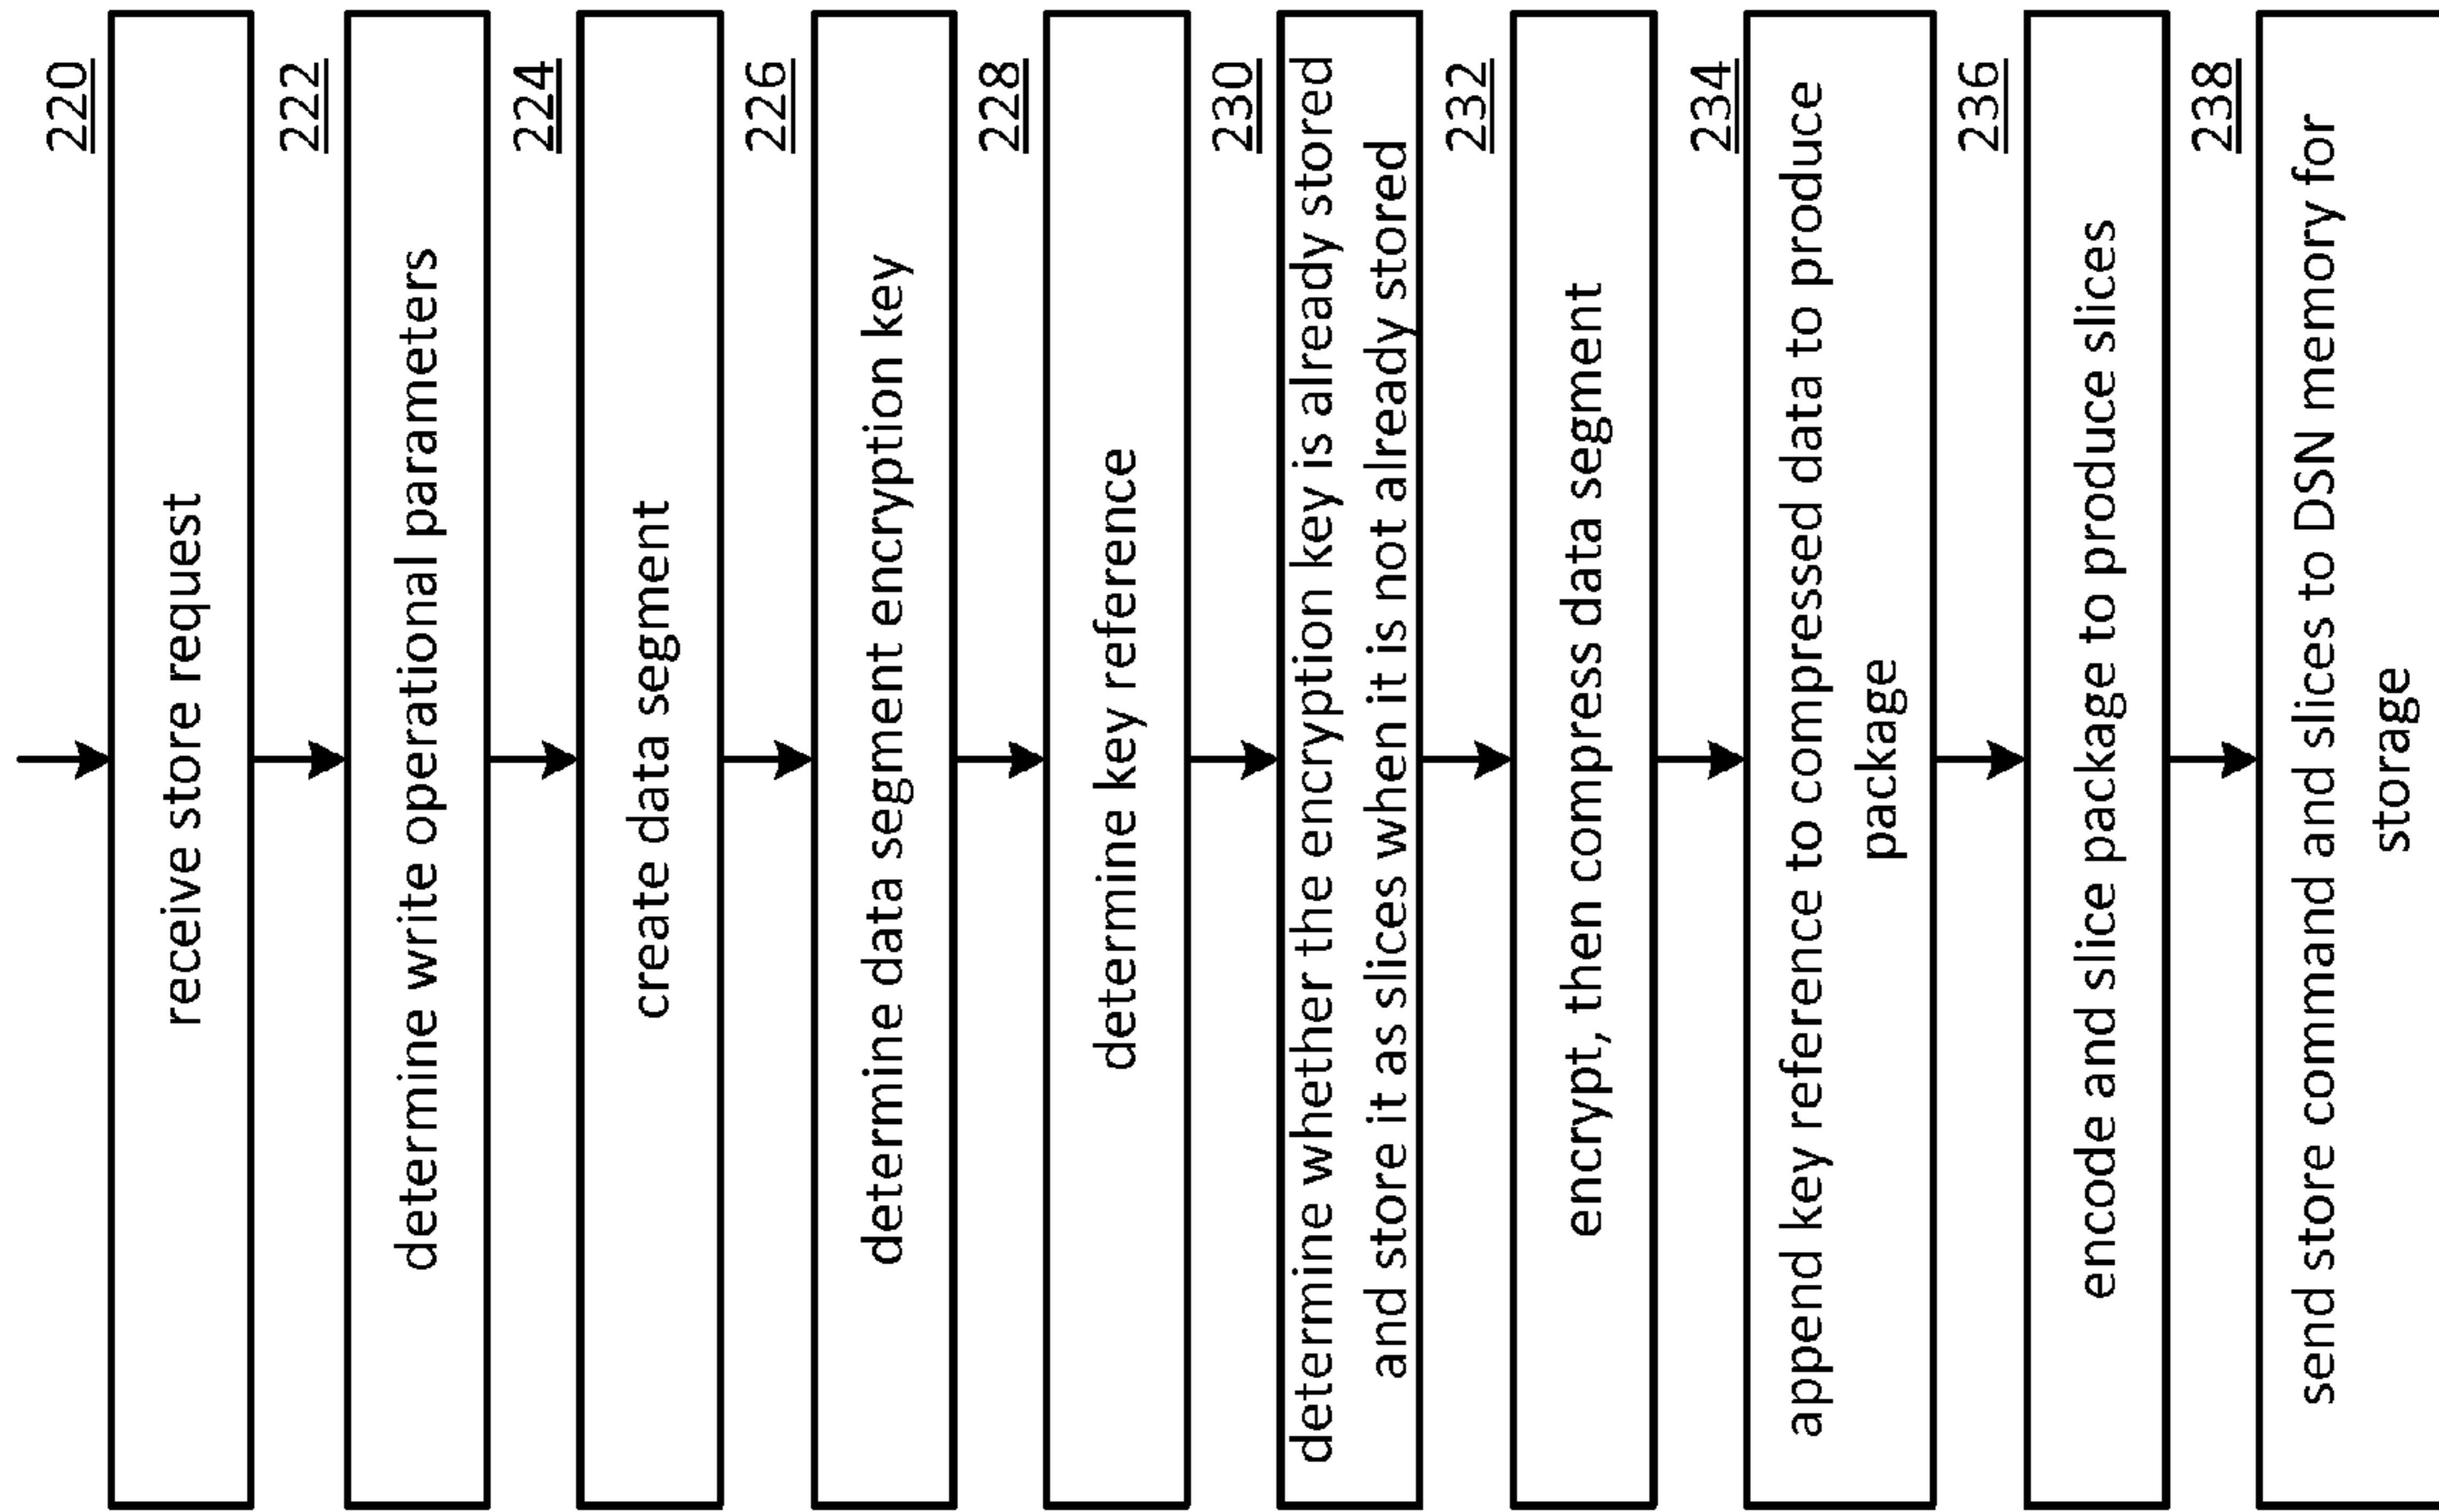 220
receive store request
222
determine write operational parameters
224
create data segment
226
determine data segment encryption key
228
determine key reference
230
determine whether the encryption key is already stored
and store it as slices when it is not already stored
232
encrypt, then compress data segment
234
append key reference to compressed data to produce
package
236
encode and slice package to produce slices
238
send store command and slices to DSN memory for
storage